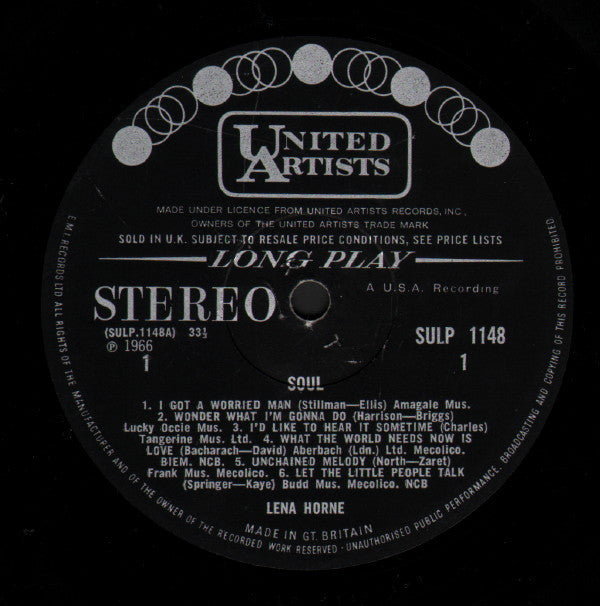 UNITED
ARTISTS
MADE UNDER LICENCE FROM UNITED ARTISTS RECORDS, INC.,
OWNERS OF THE UNITED ARTISTS TRADE MARK
SOLD IN U.K. SUBJECT TO RESALE PRICE CONDITIONS, SEE PRICE LISTS
LONG PLAY
STEREO
A U.S.A. Recording
(SULP.1148A) 33⅓
SULP 1148
℗ 1966
1
1
SOUL
1. I GOT A WORRIED MAN (Stillman—Ellis) Amagale Mus.
2. WONDER WHAT I'M GONNA DO (Harrison—Briggs)
Lucky Occie Mus. 3. I'D LIKE TO HEAR IT SOMETIME (Charles)
Tangerine Mus. Ltd. 4. WHAT THE WORLD NEEDS NOW IS
LOVE (Bacharach—David) Aberbach (Ldn.) Ltd. Mecolico.
BIEM. NCB. 5. UNCHAINED MELODY (North—Zaret)
Frank Mus. Mecolico. 6. LET THE LITTLE PEOPLE TALK
(Springer—Kaye) Budd Mus. Mecolico. NCB
LENA HORNE
MADE IN GT. BRITAIN
E.M.I. RECORDS LTD ALL RIGHTS OF THE MANUFACTURER AND OF THE OWNER OF THE RECORDED WORK RESERVED · UNAUTHORISED PUBLIC PERFORMANCE, BROADCASTING AND COPYING OF THIS RECORD PROHIBITED